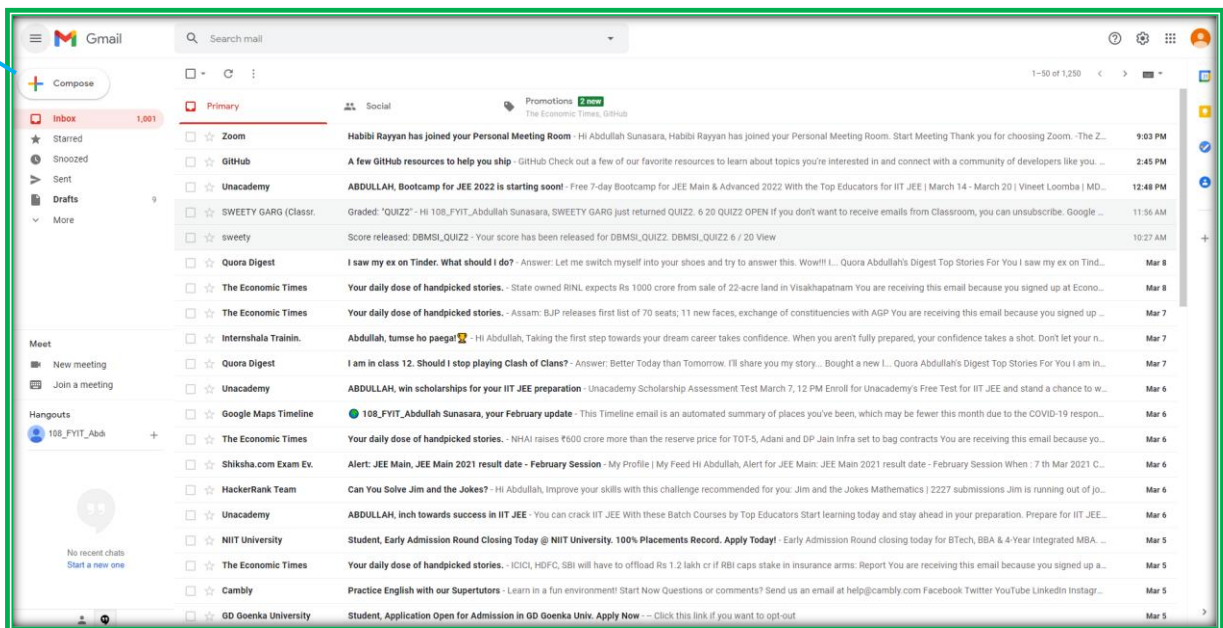 Gmail
Search mail
Compose
1–50 of 1,250
Inbox 1,001
Starred
Snoozed
Sent
Drafts 9
More
Meet
New meeting
Join a meeting
Hangouts
108_FYIT_Abdu
No recent chats
Start a new one
Primary
Social
Promotions 2 new
The Economic Times, GitHub
Zoom Habibi Rayyan has joined your Personal Meeting Room - Hi Abdullah Sunasara, Habibi Rayyan has joined your Personal Meeting Room. Start Meeting Thank you for choosing Zoom. -The Z... 9:03 PM
GitHub A few GitHub resources to help you ship - GitHub Check out a few of our favorite resources to learn about topics you're interested in and connect with a community of developers like you. ... 2:45 PM
Unacademy ABDULLAH, Bootcamp for JEE 2022 is starting soon! - Free 7-day Bootcamp for JEE Main & Advanced 2022 With the Top Educators for IIT JEE | March 14 - March 20 | Vineet Loomba | MD... 12:48 PM
SWEETY GARG (Classr. Graded: "QUIZ2" - Hi 108_FYIT_Abdullah Sunasara, SWEETY GARG just returned QUIZ2. 6 20 QUIZ2 OPEN If you don't want to receive emails from Classroom, you can unsubscribe. Google ... 11:56 AM
sweety Score released: DBMSI_QUIZ2 - Your score has been released for DBMSI_QUIZ2. DBMSI_QUIZ2 6 / 20 View 10:27 AM
Quora Digest I saw my ex on Tinder. What should I do? - Answer: Let me switch myself into your shoes and try to answer this. Wow!!! I... Quora Abdullah's Digest Top Stories For You I saw my ex on Tind... Mar 8
The Economic Times Your daily dose of handpicked stories. - State owned RINL expects Rs 1000 crore from sale of 22-acre land in Visakhapatnam You are receiving this email because you signed up at Econo... Mar 8
The Economic Times Your daily dose of handpicked stories. - Assam: BJP releases first list of 70 seats; 11 new faces, exchange of constituencies with AGP You are receiving this email because you signed up ... Mar 7
Internshala Trainin. Abdullah, tumse ho paega!🏆 - Hi Abdullah, Taking the first step towards your dream career takes confidence. When you aren't fully prepared, your confidence takes a shot. Don't let your n... Mar 7
Quora Digest I am in class 12. Should I stop playing Clash of Clans? - Answer: Better Today than Tomorrow. I'll share you my story... Bought a new l... Quora Abdullah's Digest Top Stories For You I am in... Mar 7
Unacademy ABDULLAH, win scholarships for your IIT JEE preparation - Unacademy Scholarship Assessment Test March 7, 12 PM Enroll for Unacademy's Free Test for IIT JEE and stand a chance to w... Mar 6
Google Maps Timeline 🌍 108_FYIT_Abdullah Sunasara, your February update - This Timeline email is an automated summary of places you've been, which may be fewer this month due to the COVID-19 respon... Mar 6
The Economic Times Your daily dose of handpicked stories. - NHAI raises ₹600 crore more than the reserve price for TOT-5, Adani and DP Jain Infra set to bag contracts You are receiving this email because yo... Mar 6
Shiksha.com Exam Ev. Alert: JEE Main, JEE Main 2021 result date - February Session - My Profile | My Feed Hi Abdullah, Alert for JEE Main: JEE Main 2021 result date - February Session When : 7 th Mar 2021 C... Mar 6
HackerRank Team Can You Solve Jim and the Jokes? - Hi Abdullah, Improve your skills with this challenge recommended for you: Jim and the Jokes Mathematics | 2227 submissions Jim is running out of jo... Mar 6
Unacademy ABDULLAH, inch towards success in IIT JEE - You can crack IIT JEE With these Batch Courses by Top Educators Start learning today and stay ahead in your preparation. Prepare for IIT JEE... Mar 6
NIIT University Student, Early Admission Round Closing Today @ NIIT University. 100% Placements Record. Apply Today! - Early Admission Round closing today for BTech, BBA & 4-Year Integrated MBA. ... Mar 5
The Economic Times Your daily dose of handpicked stories. - ICICI, HDFC, SBI will have to offload Rs 1.2 lakh cr if RBI caps stake in insurance arms: Report You are receiving this email because you signed up a... Mar 5
Cambly Practice English with our Supertutors - Learn in a fun environment! Start Now Questions or comments? Send us an email at help@cambly.com Facebook Twitter YouTube LinkedIn Instagr... Mar 5
GD Goenka University Student, Application Open for Admission in GD Goenka Univ. Apply Now - – Click this link if you want to opt-out Mar 5